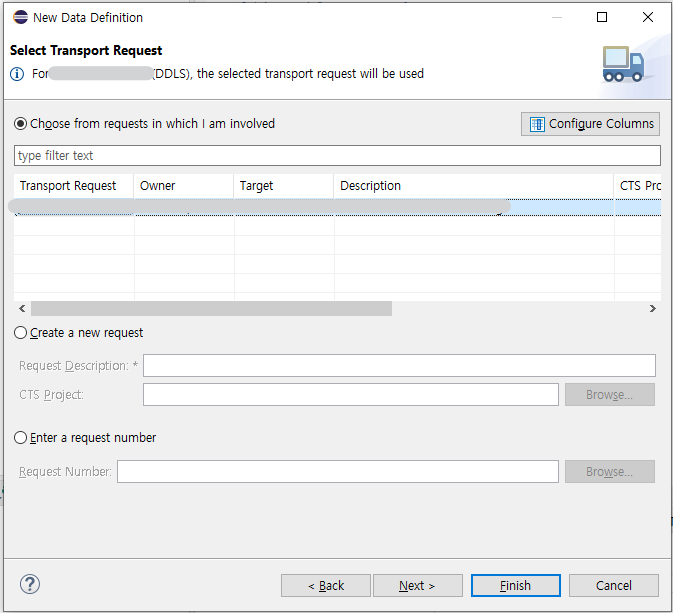 New Data Definition
Select Transport Request
For (DDLS), the selected transport request will be used
Choose from requests in which I am involved
Configure Columns
type filter text
Transport Request Owner Target Description CTS Pro
Create a new request
Request Description: *
CTS Project: Browse...
Enter a request number
Request Number: Browse...
< Back Next > Finish Cancel